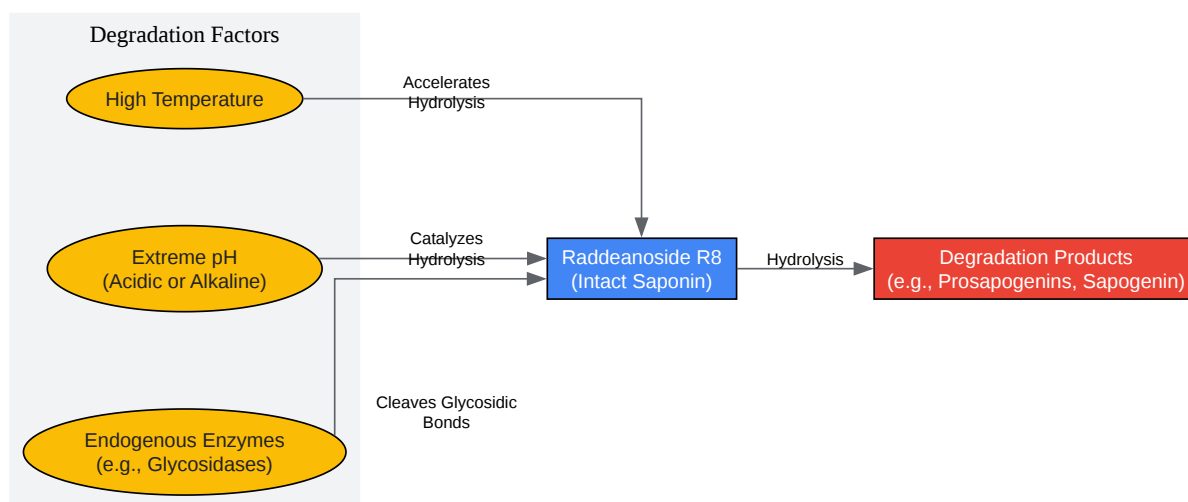 Degradation Factors
High Temperature
Accelerates
Hydrolysis
Extreme pH
(Acidic or Alkaline)
Catalyzes
Hydrolysis
Raddeanoside R8
(Intact Saponin)
Hydrolysis
Degradation Products
(e.g., Prosapogenins, Sapogenin)
Endogenous Enzymes
(e.g., Glycosidases)
Cleaves Glycosidic
Bonds